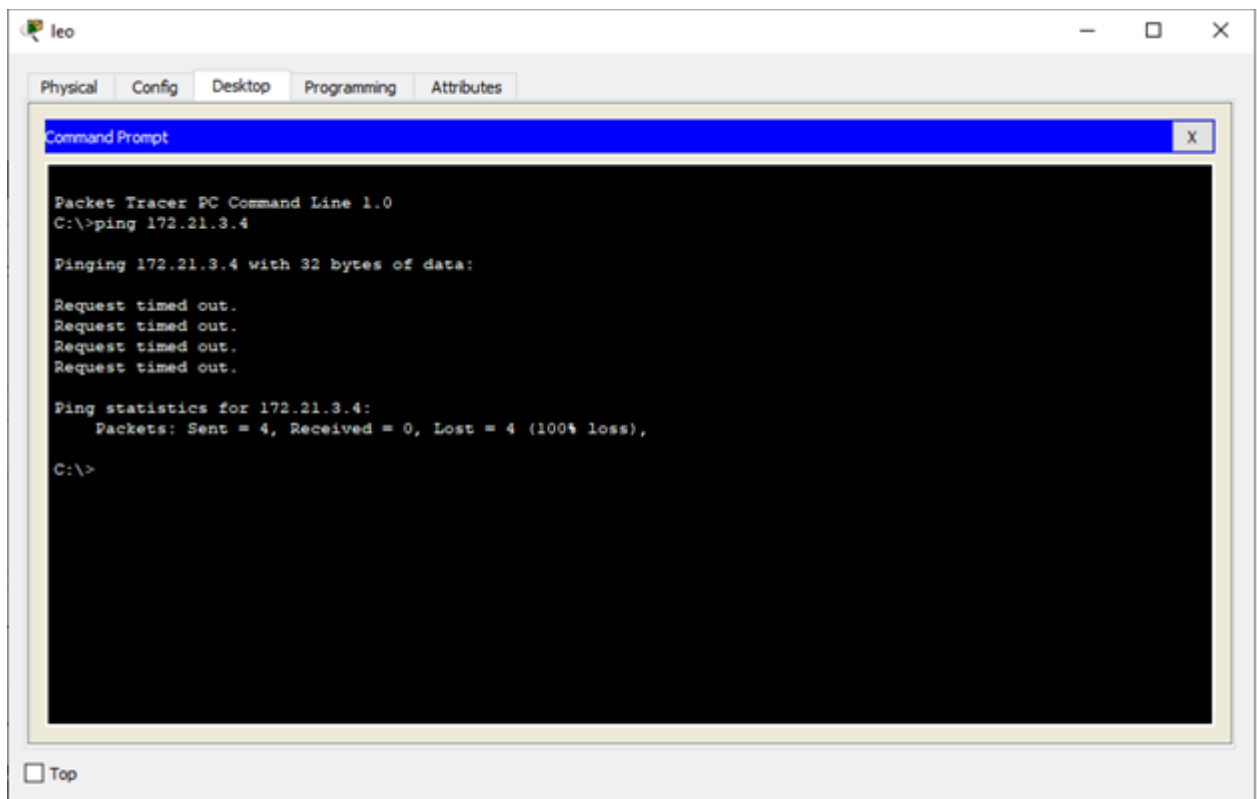 leo
Physical Config Desktop Programming Attributes
Command Prompt
X
Packet Tracer PC Command Line 1.0
C:\>ping 172.21.3.4
Pinging 172.21.3.4 with 32 bytes of data:
Request timed out.
Request timed out.
Request timed out.
Request timed out.
Ping statistics for 172.21.3.4:
Packets: Sent = 4, Received = 0, Lost = 4 (100% loss),
C:\>
Top